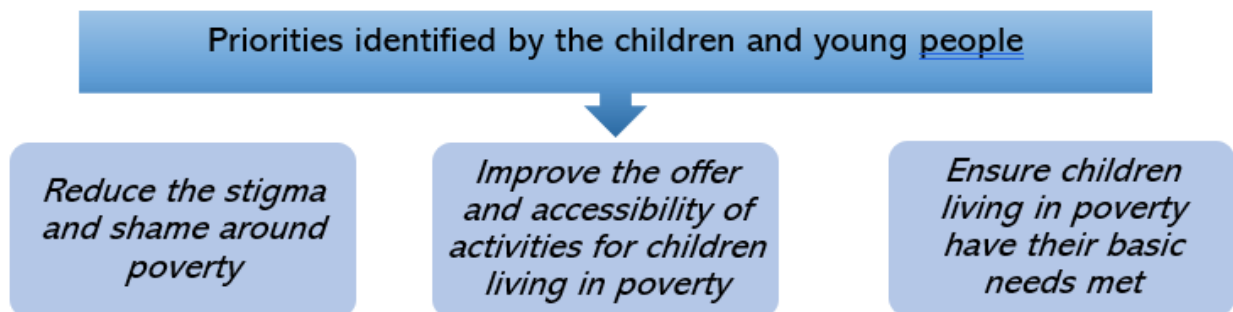 Priorities identified by the children and young people
Reduce the stigma
and shame around
poverty
Improve the offer
and accessibility of
activities for children
living in poverty
Ensure children
living in poverty
have their basic
needs met